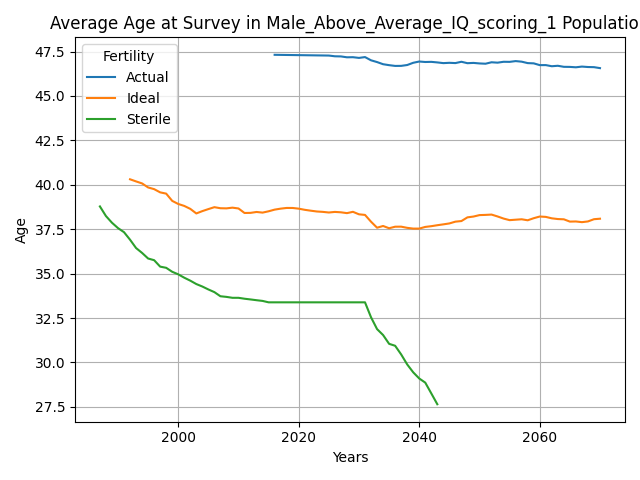 Average Age at Survey in Male_Above_Average_IQ_scoring_1 Populatio
Fertility
Actual
Ideal
Sterile
47.5
45.0
42.5
40.0
37.5
35.0
32.5
30.0
27.5
Age
2000
2020
2040
2060
Years